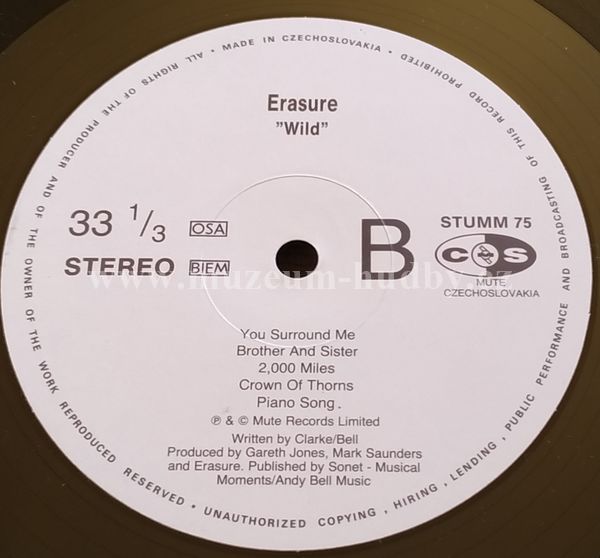 ALL RIGHTS OF THE PRODUCER AND OF THE OWNER OF THE WORK REPRODUCED RESERVED • UNAUTHORIZED COPYING, HIRING, LENDING, PUBLIC PERFORMANCE AND BROADCASTING OF THIS RECORD PROHIBITED • MADE IN CZECHOSLOVAKIA •
Erasure
"Wild"
33 1/3 OSA
STEREO BIEM
B
STUMM 75
C S
MUTE
CZECHOSLOVAKIA
www.muzeum-hudby.cz
You Surround Me
Brother And Sister
2,000 Miles
Crown Of Thorns
Piano Song.
℗ & © Mute Records Limited
Written by Clarke/Bell
Produced by Gareth Jones, Mark Saunders
and Erasure. Published by Sonet - Musical
Moments/Andy Bell Music